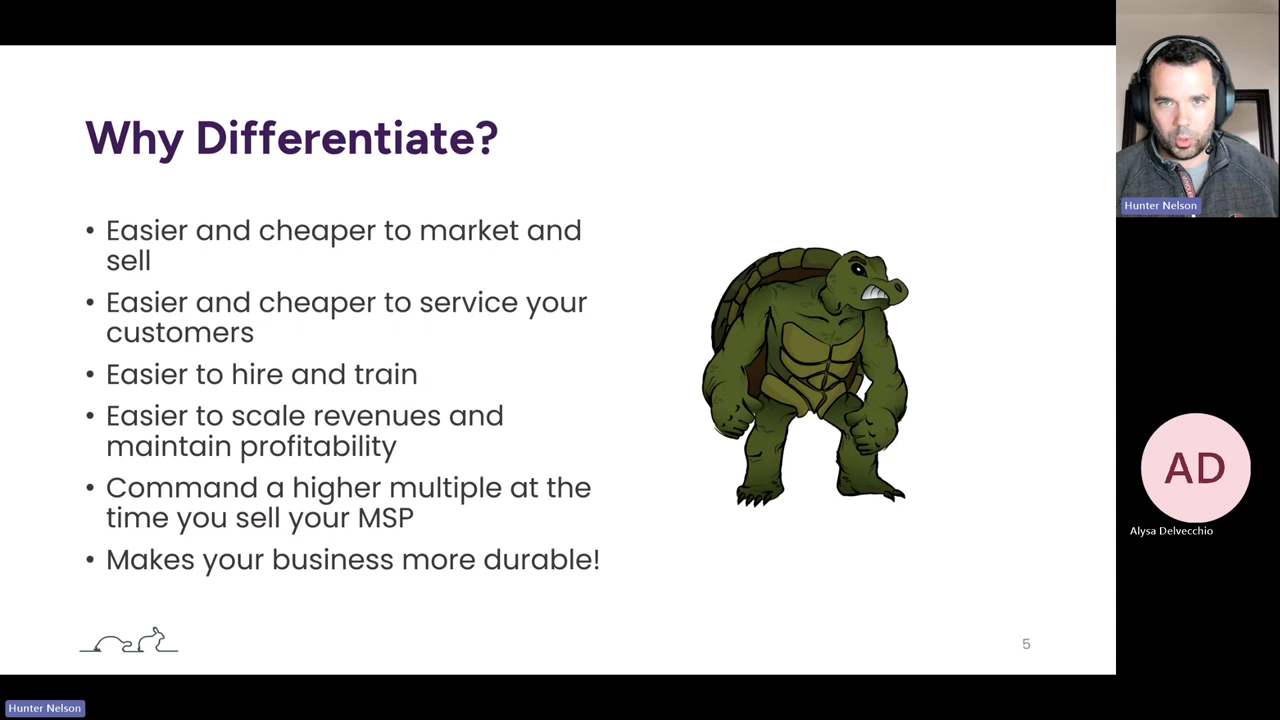 Why Differentiate?
• Easier and cheaper to market and
sell
• Easier and cheaper to service your
customers
• Easier to hire and train
• Easier to scale revenues and
maintain profitability
• Command a higher multiple at the
time you sell your MSP
• Makes your business more durable!
5
Hunter Nelson
AD
Alysa Delvecchio
Hunter Nelson